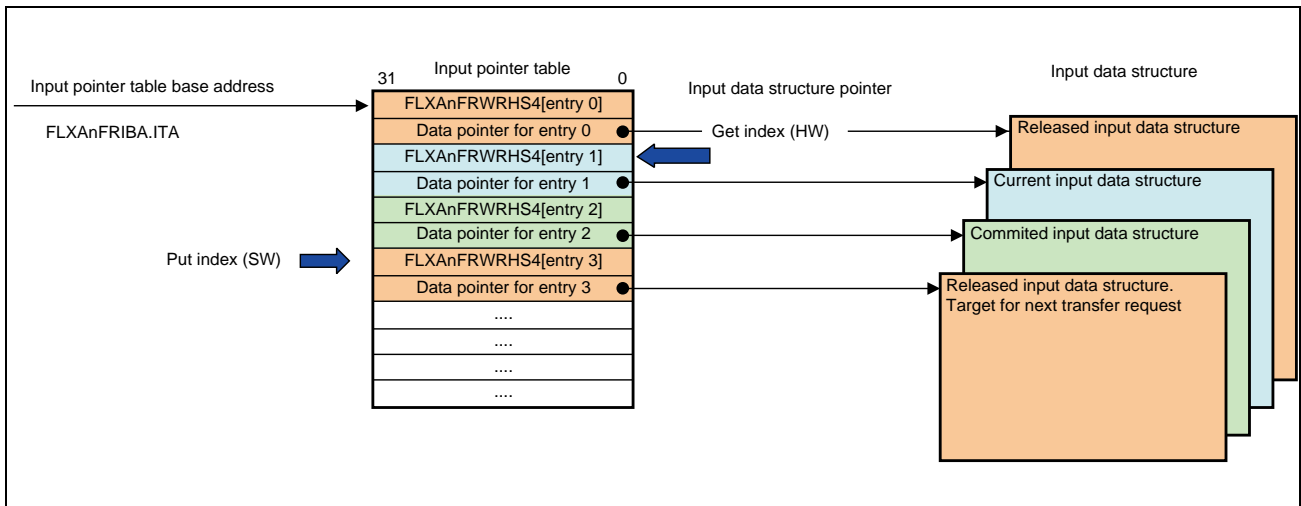 Input pointer table base address
FLXAnFRIBA.ITA
Put index (SW)
Input pointer table
31
0
FLXAnFRWRHS4[entry 0]
Data pointer for entry 0
FLXAnFRWRHS4[entry 1]
Data pointer for entry 1
FLXAnFRWRHS4[entry 2]
Data pointer for entry 2
FLXAnFRWRHS4[entry 3]
Data pointer for entry 3
....
....
....
....
Input data structure pointer
Get index (HW)
Input data structure
Released input data structure
Current input data structure
Commited input data structure
Released input data structure.
Target for next transfer request